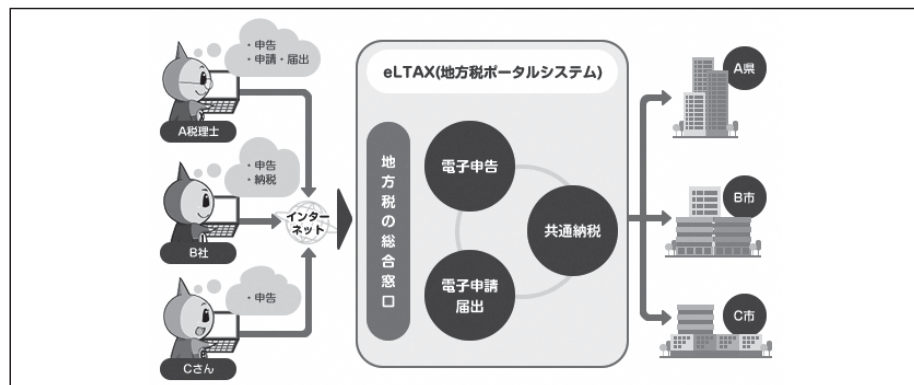 ・申告
・申請・届出
A税理士
・申告
・納税
B社
・申告
Cさん
インター
ネット
eLTAX(地方税ポータルシステム)
地方税の総合窓口
電子申告
共通納税
電子申請
届出
A県
B市
C市